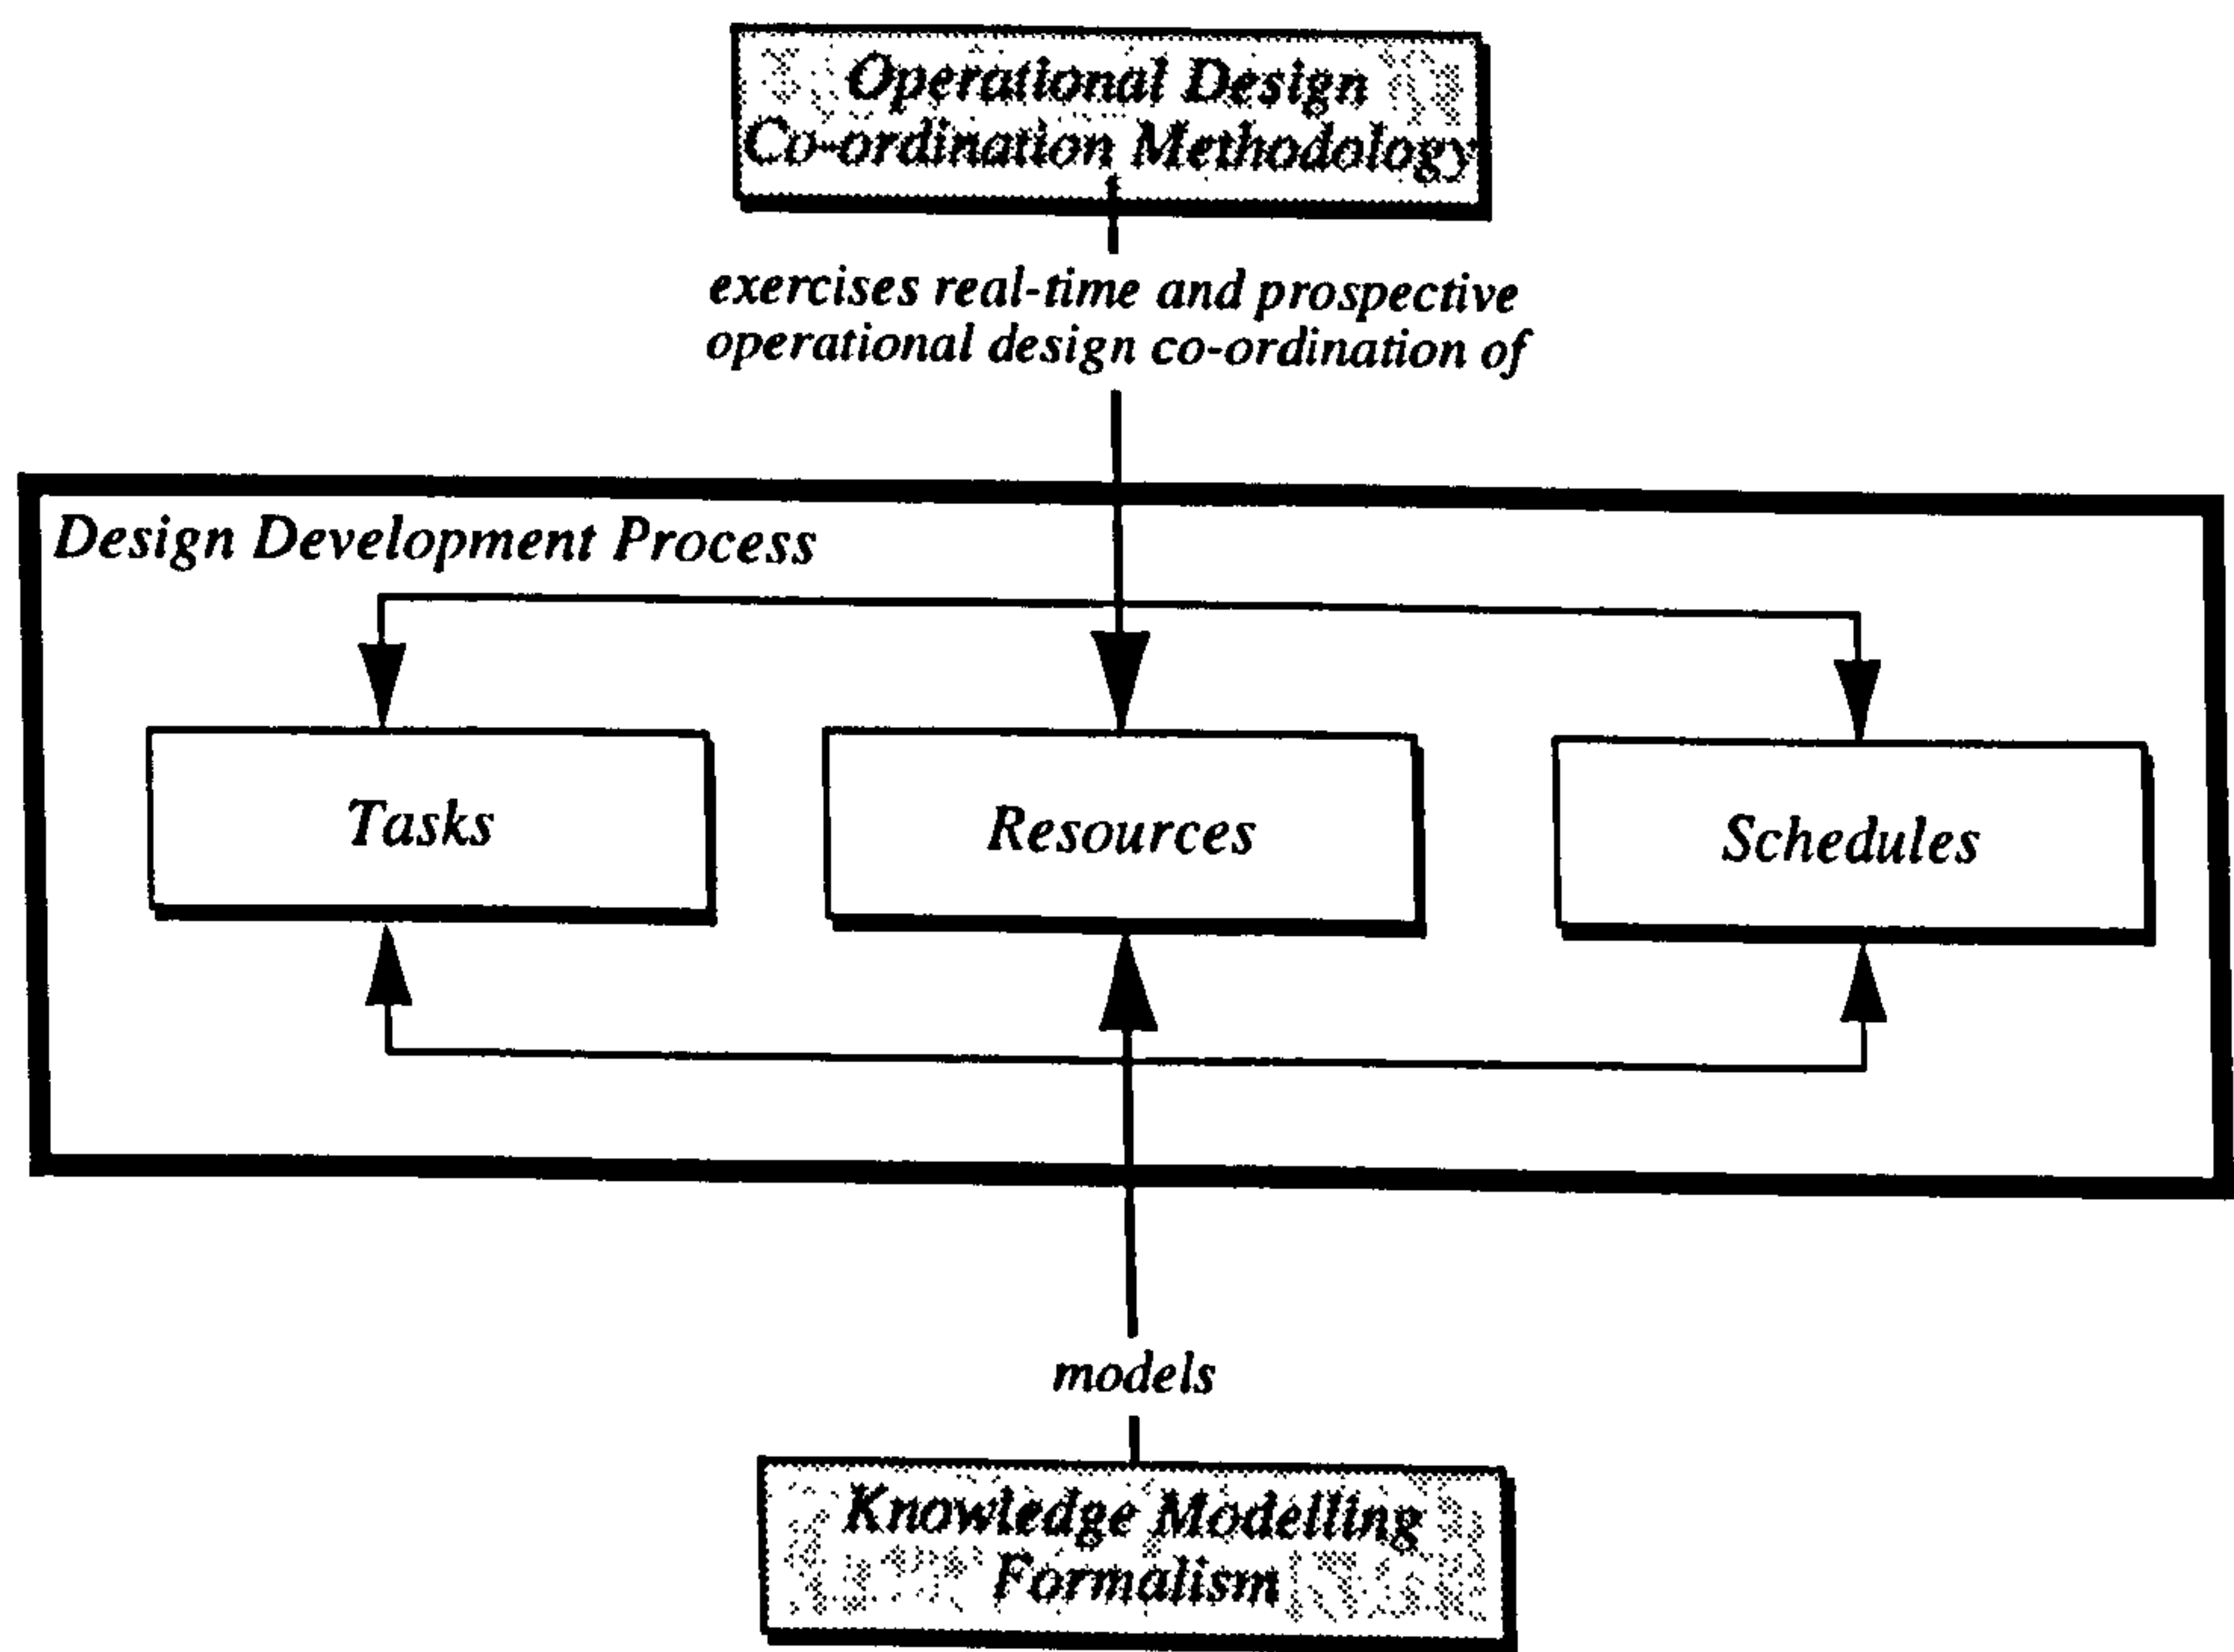 Operational Design
Co-ordination Methodology
exercises real-time and prospective
operational design co-ordination of
Design Development Process
Tasks
Resources
Schedules
models
Knowledge Modelling
Formalism